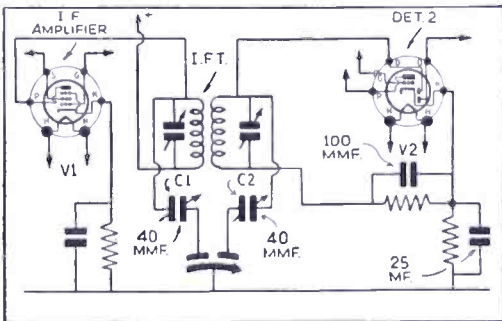 I.F.
AMPLIFIER
DET. 2
I.F.T.
+
P
S
G
K
H
H
V1
D
D
G
P
K
H
H
V2
100
MMF.
C1
C2
40
MMF.
40
MMF.
25
MF.